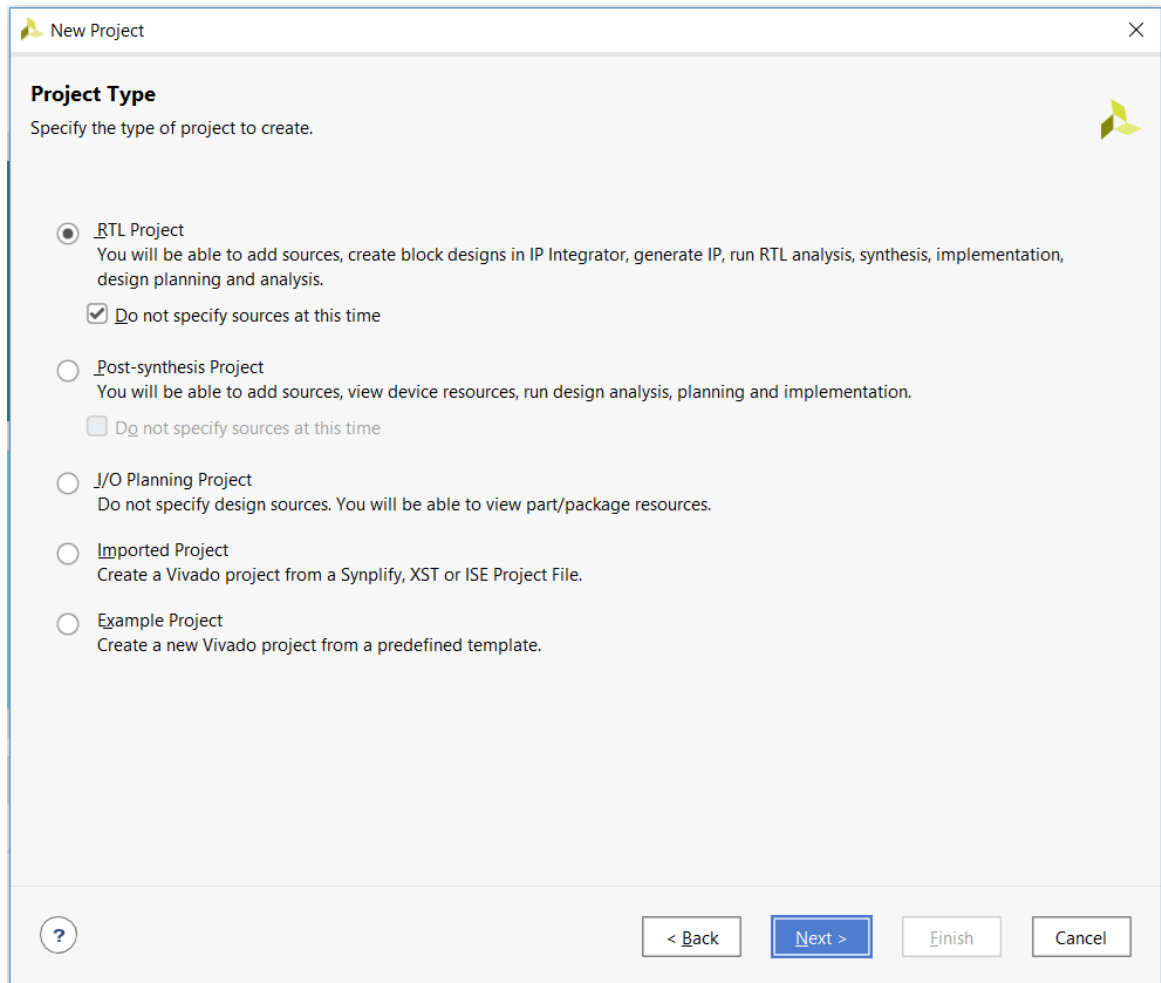 New Project
Project Type
Specify the type of project to create.
RTL Project
You will be able to add sources, create block designs in IP Integrator, generate IP, run RTL analysis, synthesis, implementation,
design planning and analysis.
Do not specify sources at this time
Post-synthesis Project
You will be able to add sources, view device resources, run design analysis, planning and implementation.
Do not specify sources at this time
I/O Planning Project
Do not specify design sources. You will be able to view part/package resources.
Imported Project
Create a Vivado project from a Synplify, XST or ISE Project File.
Example Project
Create a new Vivado project from a predefined template.
? < Back Next > Finish Cancel